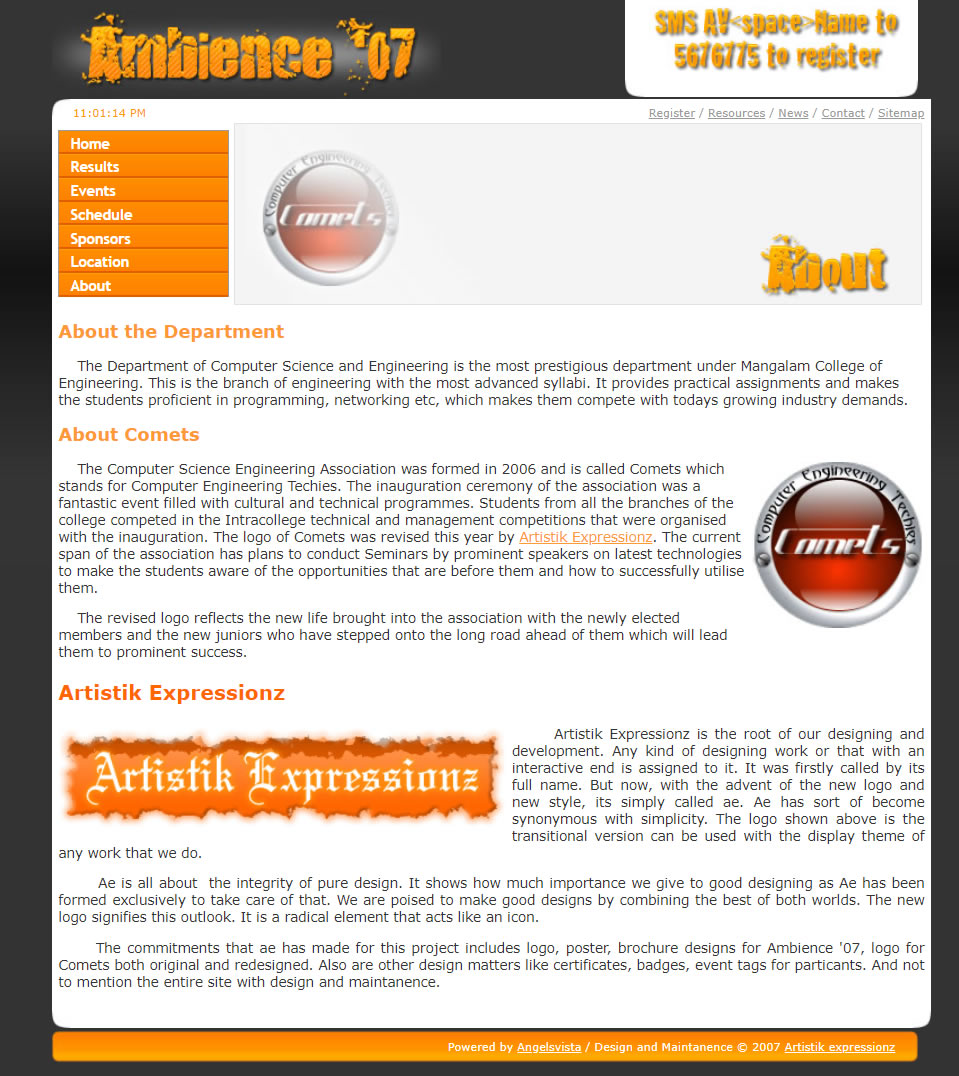 Ambience '07
SMS AV<space>Name to
5676775 to register
11:01:14 PM
Register / Resources / News / Contact / Sitemap
Home
Results
Events
Schedule
Sponsors
Location
About
Computer Engineering Techies
Comets
About
About the Department
The Department of Computer Science and Engineering is the most prestigious department under Mangalam College of
Engineering. This is the branch of engineering with the most advanced syllabi. It provides practical assignments and makes
the students proficient in programming, networking etc, which makes them compete with todays growing industry demands.
About Comets
The Computer Science Engineering Association was formed in 2006 and is called Comets which
stands for Computer Engineering Techies. The inauguration ceremony of the association was a
fantastic event filled with cultural and technical programmes. Students from all the branches of the
college competed in the Intracollege technical and management competitions that were organised
with the inauguration. The logo of Comets was revised this year by Artistik Expressionz. The current
span of the association has plans to conduct Seminars by prominent speakers on latest technologies
to make the students aware of the opportunities that are before them and how to successfully utilise
them.
Computer Engineering Techies
Comets
The revised logo reflects the new life brought into the association with the newly elected
members and the new juniors who have stepped onto the long road ahead of them which will lead
them to prominent success.
Artistik Expressionz
Artistik Expressionz
Artistik Expressionz is the root of our designing and
development. Any kind of designing work or that with an
interactive end is assigned to it. It was firstly called by its
full name. But now, with the advent of the new logo and
new style, its simply called ae. Ae has sort of become
synonymous with simplicity. The logo shown above is the
transitional version can be used with the display theme of
any work that we do.
Ae is all about the integrity of pure design. It shows how much importance we give to good designing as Ae has been
formed exclusively to take care of that. We are poised to make good designs by combining the best of both worlds. The new
logo signifies this outlook. It is a radical element that acts like an icon.
The commitments that ae has made for this project includes logo, poster, brochure designs for Ambience '07, logo for
Comets both original and redesigned. Also are other design matters like certificates, badges, event tags for particants. And not
to mention the entire site with design and maintanence.
Powered by Angelsvista / Design and Maintanence © 2007 Artistik expressionz